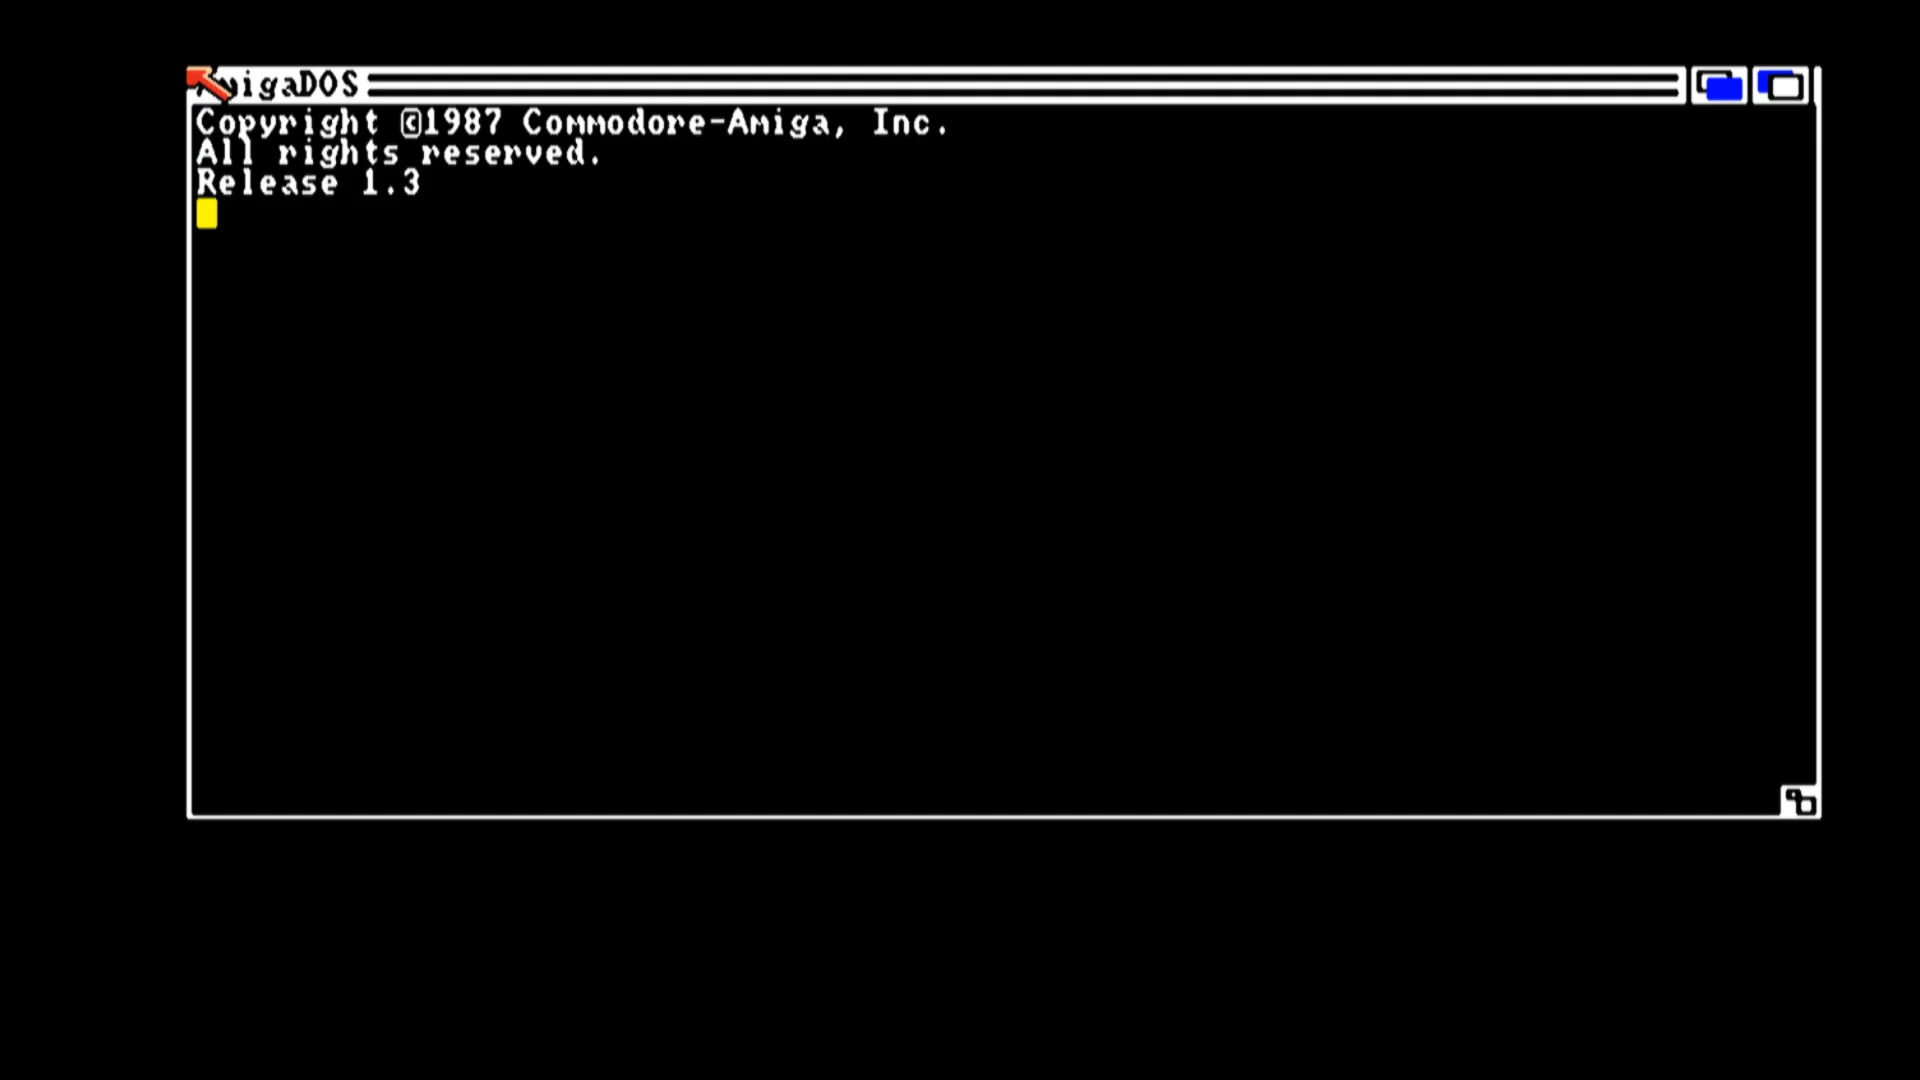 AmigaDOS
Copyright ©1987 Commodore-Amiga, Inc.
All rights reserved.
Release 1.3